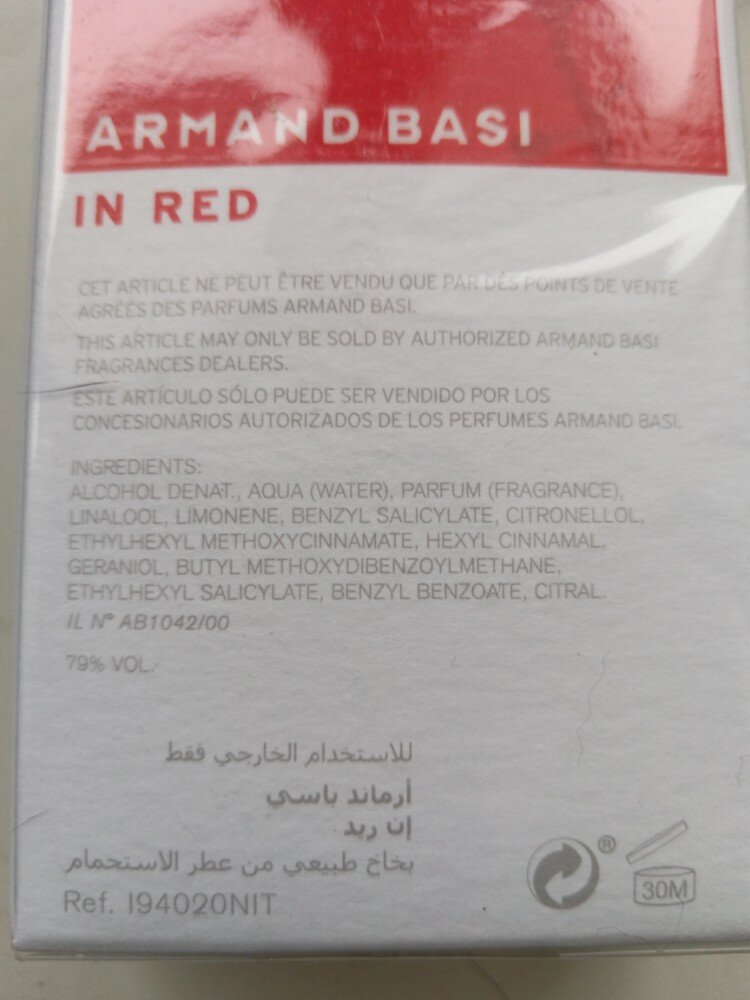 ARMAND BASI
IN RED
CET ARTICLE NE PEUT ÊTRE VENDU QUE PAR DES POINTS DE VENTE
AGRÉÉS DES PARFUMS ARMAND BASI.
THIS ARTICLE MAY ONLY BE SOLD BY AUTHORIZED ARMAND BASI
FRAGRANCES DEALERS.
ESTE ARTÍCULO SÓLO PUEDE SER VENDIDO POR LOS
CONCESIONARIOS AUTORIZADOS DE LOS PERFUMES ARMAND BASI.
INGREDIENTS:
ALCOHOL DENAT., AQUA (WATER), PARFUM (FRAGRANCE),
LINALOOL, LIMONENE, BENZYL SALICYLATE, CITRONELLOL,
ETHYLHEXYL METHOXYCINNAMATE, HEXYL CINNAMAL,
GERANIOL, BUTYL METHOXYDIBENZOYLMETHANE,
ETHYLHEXYL SALICYLATE, BENZYL BENZOATE, CITRAL.
IL Nº AB1042/00
79% VOL.
للاستخدام الخارجي فقط
أرماند باسي
إن ريد
بخاخ طبيعي من عطر الاستحمام
Ref. I94020NIT
®
30M